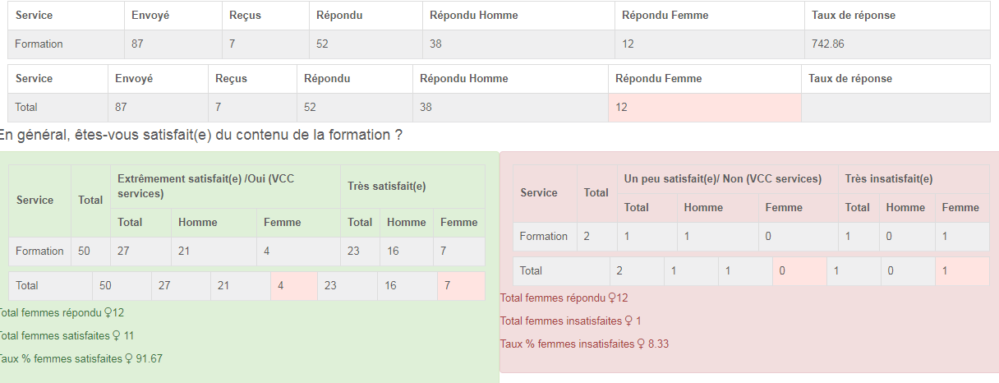 Service Envoyé Reçus Répondu Répondu Homme Répondu Femme Taux de réponse
Formation 87 7 52 38 12 742.86
Service Envoyé Reçus Répondu Répondu Homme Répondu Femme Taux de réponse
Total 87 7 52 38 12
En général, êtes-vous satisfait(e) du contenu de la formation ?
Service Total Extrêmement satisfait(e) /Oui (VCC services) Très satisfait(e)
Total Homme Femme Total Homme Femme
Formation 50 27 21 4 23 16 7
Total 50 27 21 4 23 16 7
Total femmes répondu ♀12
Total femmes satisfaites ♀ 11
Taux % femmes satisfaites ♀ 91.67
Service Total Un peu satisfait(e)/ Non (VCC services) Très insatisfait(e)
Total Homme Femme Total Homme Femme
Formation 2 1 1 0 1 0 1
Total 2 1 1 0 1 0 1
Total femmes répondu ♀12
Total femmes insatisfaites ♀ 1
Taux % femmes insatisfaites ♀ 8.33